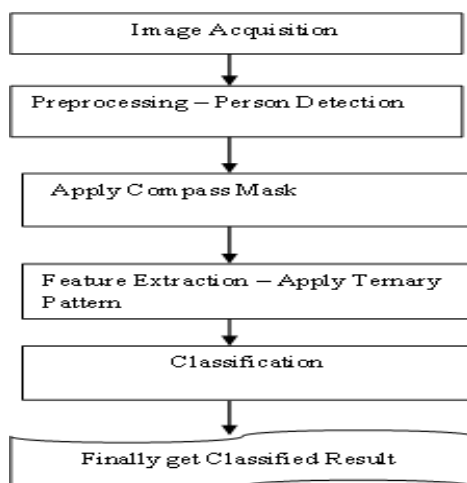 Image Acquisition
Preprocessing – Person Detection
Apply Compass Mask
Feature Extraction – Apply Ternary
Pattern
Classification
Finally get Classified Result